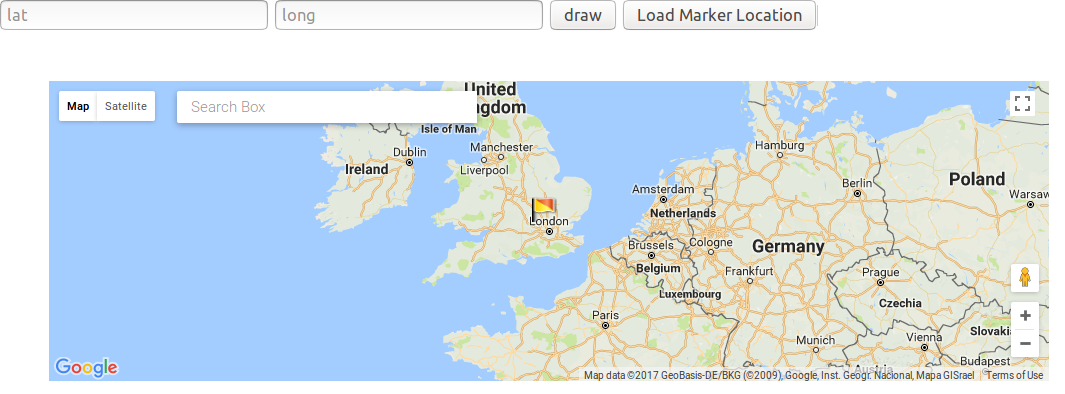 lat long draw Load Marker Location
Map Satellite Search Box
United
ngdom
Isle of Man
Dublin
Manchester
Ireland
Liverpool
London
Hamburg
Berlin
Poland
Warsaw
Amsterdam
Netherlands
Brussels
Cologne
Germany
Belgium
Frankfurt
Prague
Luxembourg
Czechia
Paris
Slovakia
Munich
Vienna
Budapest
Austria
+
−
Google
Map data ©2017 GeoBasis-DE/BKG (©2009), Google, Inst. Geogr. Nacional, Mapa GISrael Terms of Use